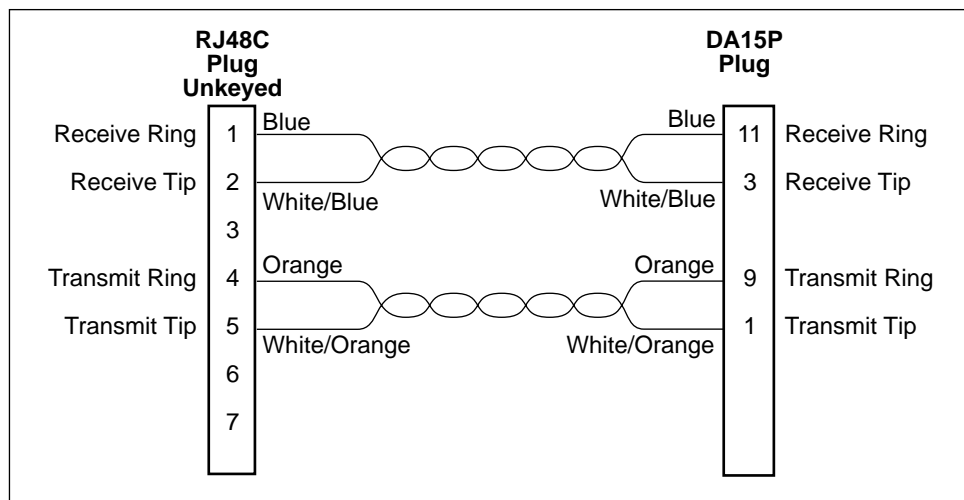 RJ48C
Plug
Unkeyed
DA15P
Plug
Receive Ring 1 Blue Blue 11 Receive Ring
Receive Tip 2 White/Blue White/Blue 3 Receive Tip
3
Transmit Ring 4 Orange Orange 9 Transmit Ring
Transmit Tip 5 White/Orange White/Orange 1 Transmit Tip
6
7